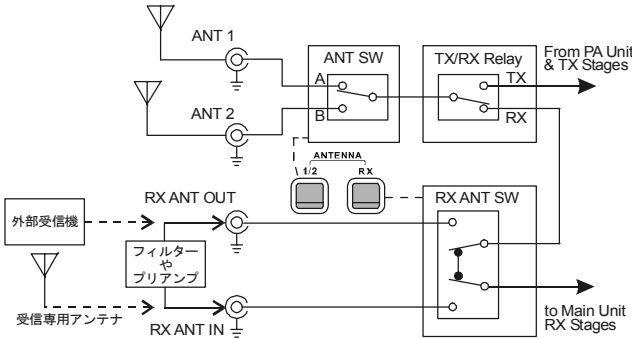 ANT 1
ANT SW
TX/RX Relay
From PA Unit
& TX Stages
A
TX
ANT 2
B
RX
ANTENNA
1/2
RX
RX ANT OUT
RX ANT SW
外部受信機
フィルター
や
プリアンプ
受信専用アンテナ
RX ANT IN
to Main Unit
RX Stages